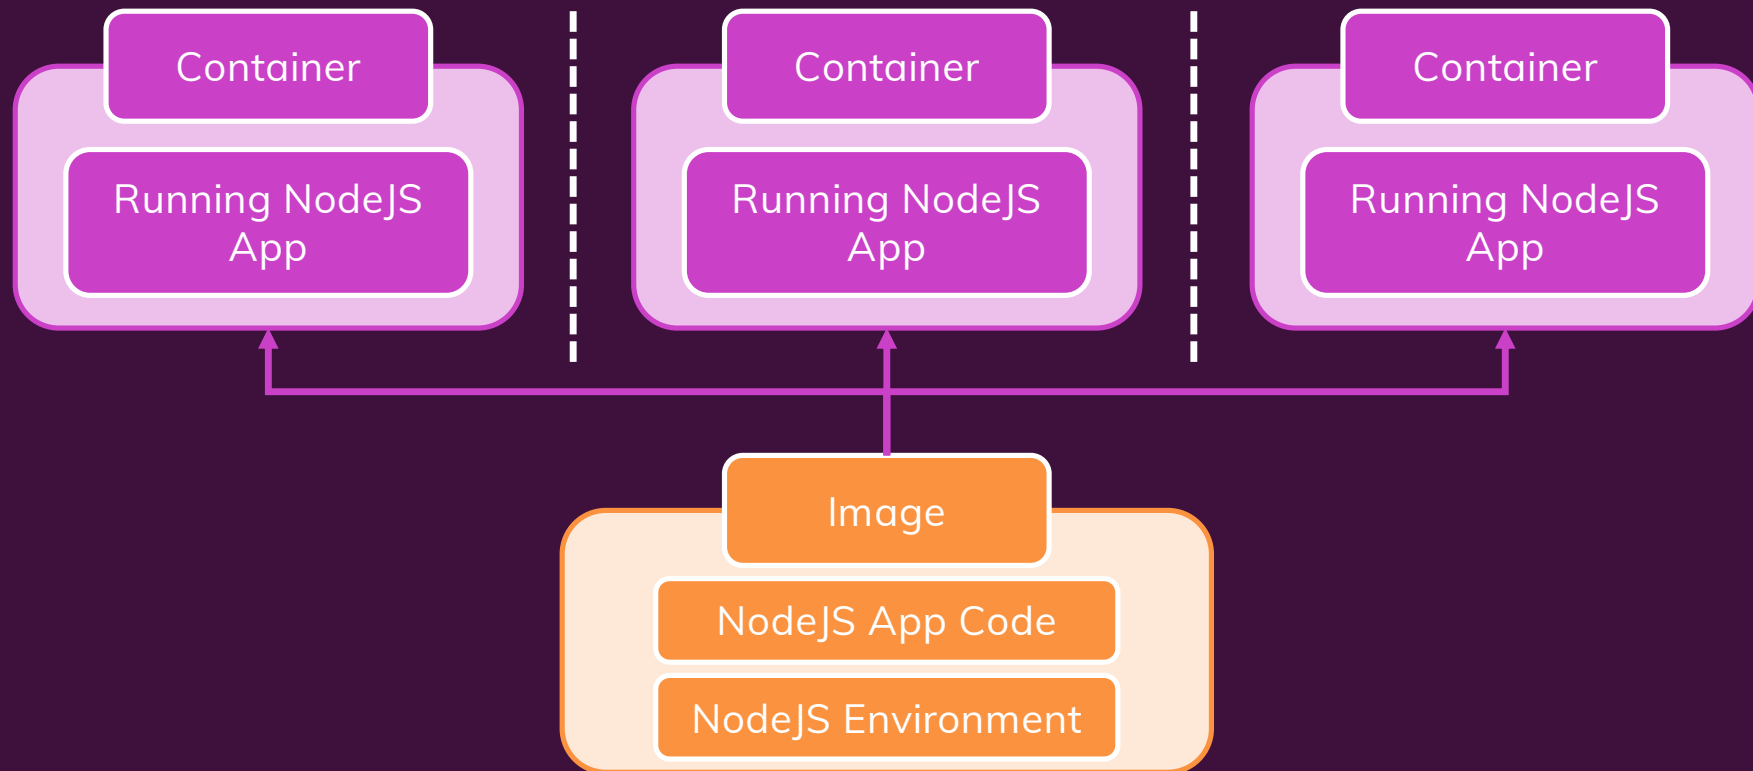 Container
Running NodeJS
App
Container
Running NodeJS
App
Container
Running NodeJS
App
Image
NodeJS App Code
NodeJS Environment